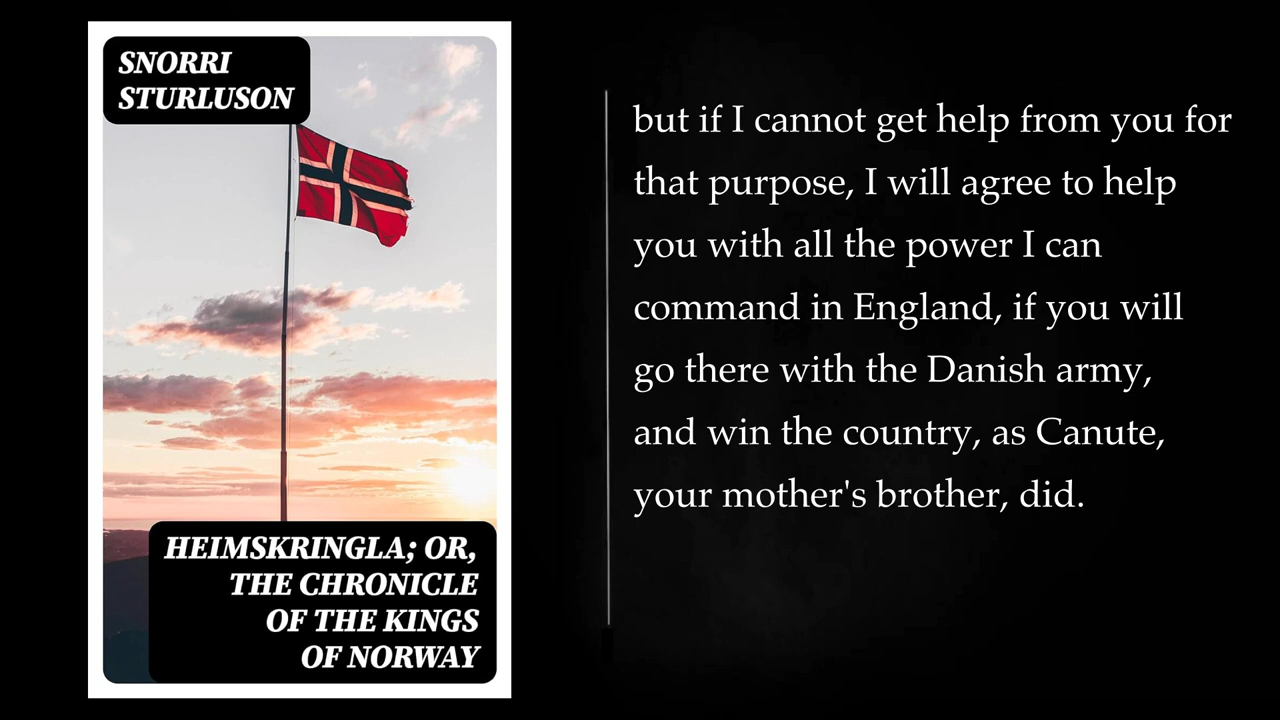 SNORRI
STURLUSON
HEIMSKRINGLA; OR,
THE CHRONICLE
OF THE KINGS
OF NORWAY
but if I cannot get help from you for
that purpose, I will agree to help
you with all the power I can
command in England, if you will
go there with the Danish army,
and win the country, as Canute,
your mother's brother, did.